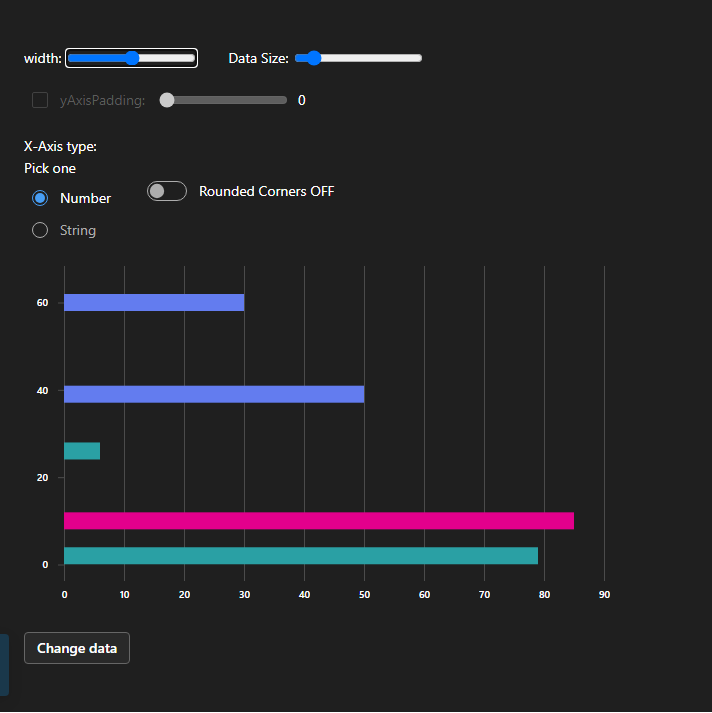 width: Data Size:
yAxisPadding: 0
X-Axis type:
Pick one
Number Rounded Corners OFF
String
60
40
20
0
0 10 20 30 40 50 60 70 80 90
Change data